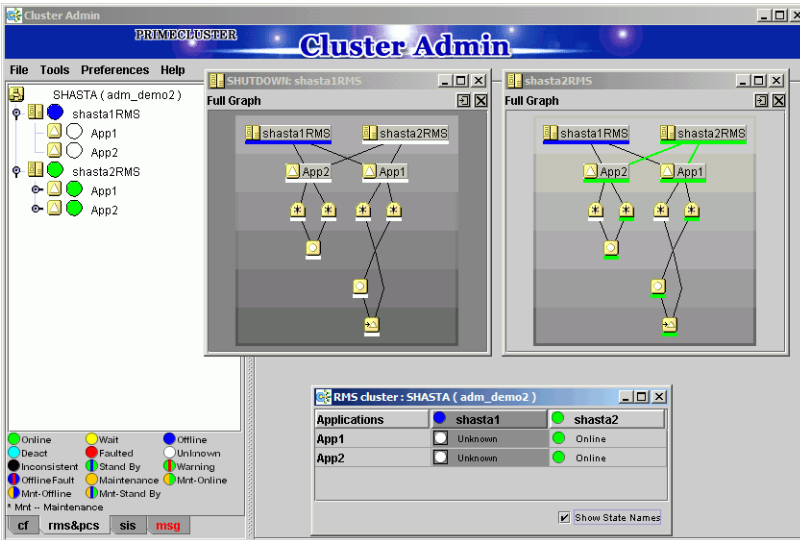 Cluster Admin
PRIMECLUSTER
Cluster Admin
File Tools Preferences Help
SHASTA ( adm_demo2 )
shasta1RMS
App1
App2
shasta2RMS
App1
App2
SHUTDOWN: shasta1RMS
Full Graph
shasta1RMS shasta2RMS
App2 App1
shasta2RMS
Full Graph
shasta1RMS shasta2RMS
App2 App1
RMS cluster : SHASTA ( adm_demo2 )
Applications shasta1 shasta2
App1 Unknown Online
App2 Unknown Online
Show State Names
Online Wait Offline
Deact Faulted Unknown
Inconsistent Stand By Warning
OfflineFault Maintenance Mnt-Online
Mnt-Offline Mnt-Stand By
* Mnt -- Maintenance
cf rms&pcs sis msg